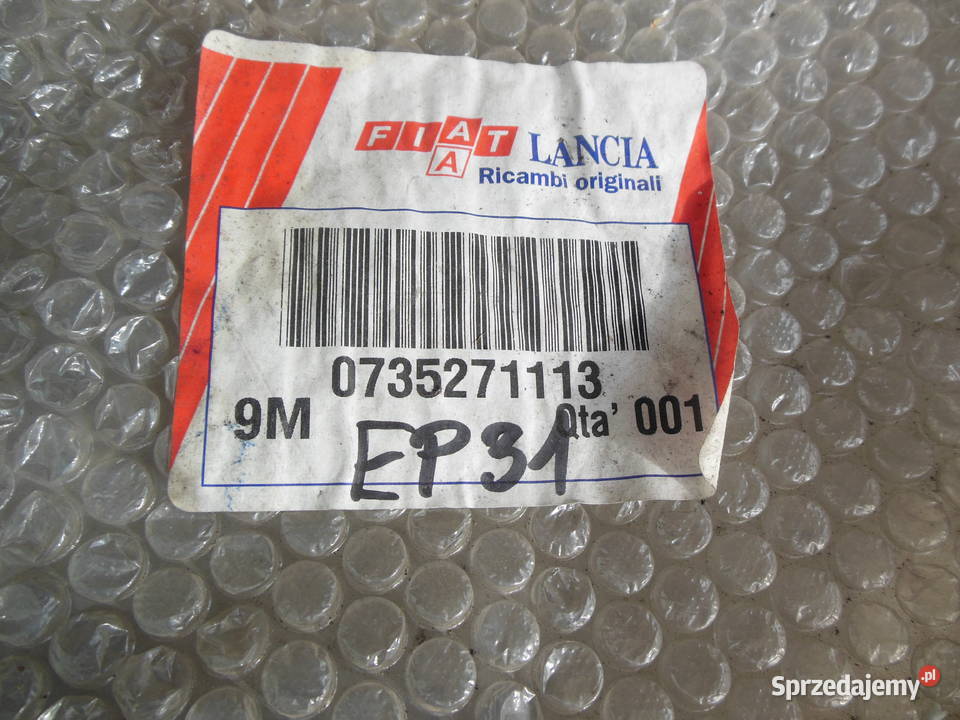 FIAT LANCIA
A
Ricambi originali
0735271113
9M Qta' 001
EP31
Sprzedajemy.pl